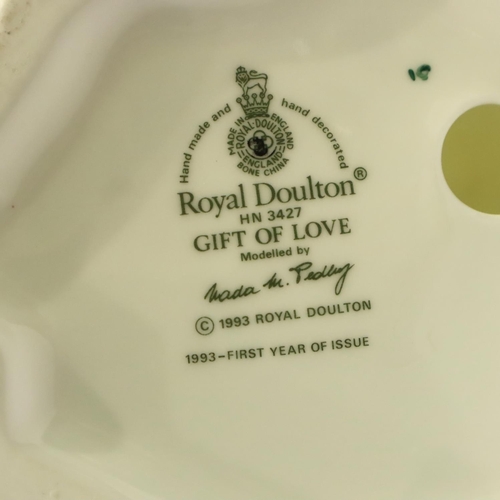 Hand made and hand decorated
MADE IN ENGLAND
ROYAL·DOULTON
ENGLAND
BONE CHINA
Royal Doulton®
HN 3427
GIFT OF LOVE
Modelled by
Nada M. Pedley
© 1993 ROYAL DOULTON
1993-FIRST YEAR OF ISSUE